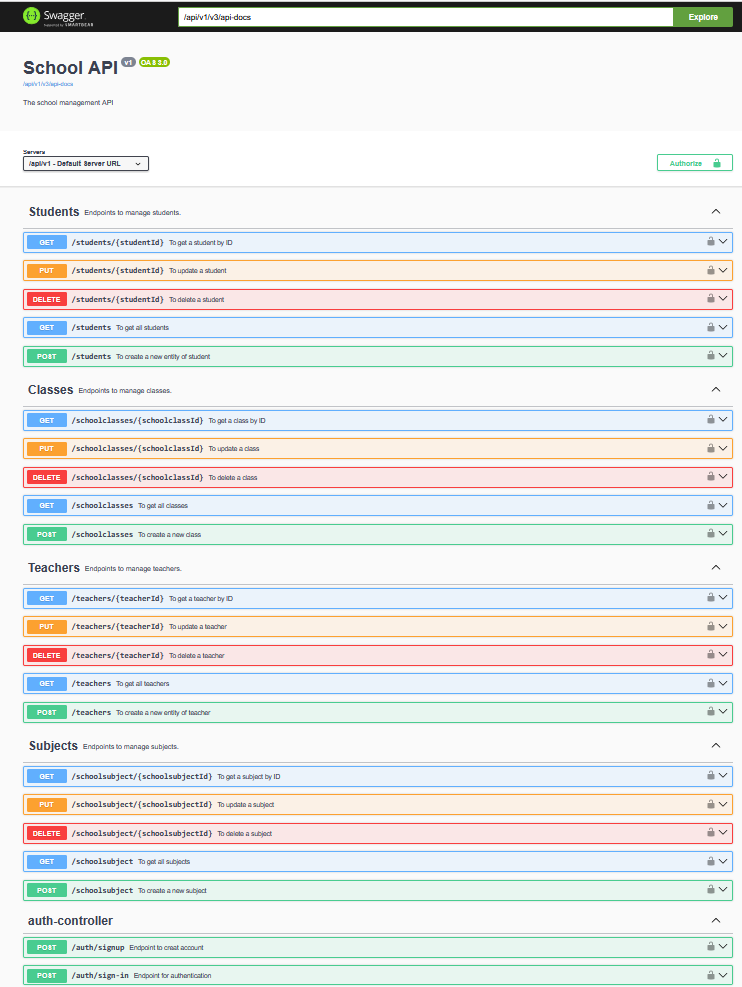 Swagger
Supported by SMARTBEAR
/api/v1/v3/api-docs
Explore
School API v1 OAS 3.0
/api/v1/v3/api-docs
The school management API
Servers
/api/v1 - Default Server URL
Authorize
Students Endpoints to manage students.
GET /students/{studentId} To get a student by ID
PUT /students/{studentId} To update a student
DELETE /students/{studentId} To delete a student
GET /students To get all students
POST /students To create a new entity of student
Classes Endpoints to manage classes.
GET /schoolclasses/{schoolclassId} To get a class by ID
PUT /schoolclasses/{schoolclassId} To update a class
DELETE /schoolclasses/{schoolclassId} To delete a class
GET /schoolclasses To get all classes
POST /schoolclasses To create a new class
Teachers Endpoints to manage teachers.
GET /teachers/{teacherId} To get a teacher by ID
PUT /teachers/{teacherId} To update a teacher
DELETE /teachers/{teacherId} To delete a teacher
GET /teachers To get all teachers
POST /teachers To create a new entity of teacher
Subjects Endpoints to manage subjects.
GET /schoolsubject/{schoolsubjectId} To get a subject by ID
PUT /schoolsubject/{schoolsubjectId} To update a subject
DELETE /schoolsubject/{schoolsubjectId} To delete a subject
GET /schoolsubject To get all subjects
POST /schoolsubject To create a new subject
auth-controller
POST /auth/signup Endpoint to creat account
POST /auth/sign-in Endpoint for authentication